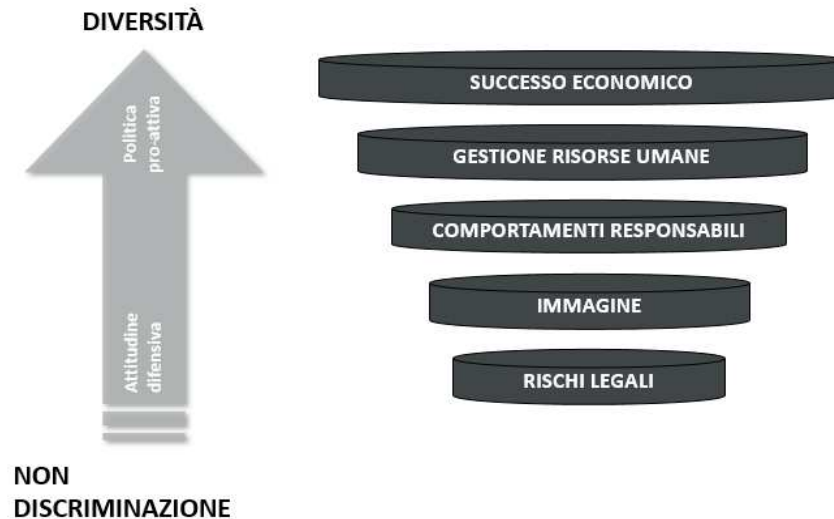 DIVERSITÀ
Politica
pro-attiva
Attitudine
difensiva
NON
DISCRIMINAZIONE
SUCCESSO ECONOMICO
GESTIONE RISORSE UMANE
COMPORTAMENTI RESPONSABILI
IMMAGINE
RISCHI LEGALI